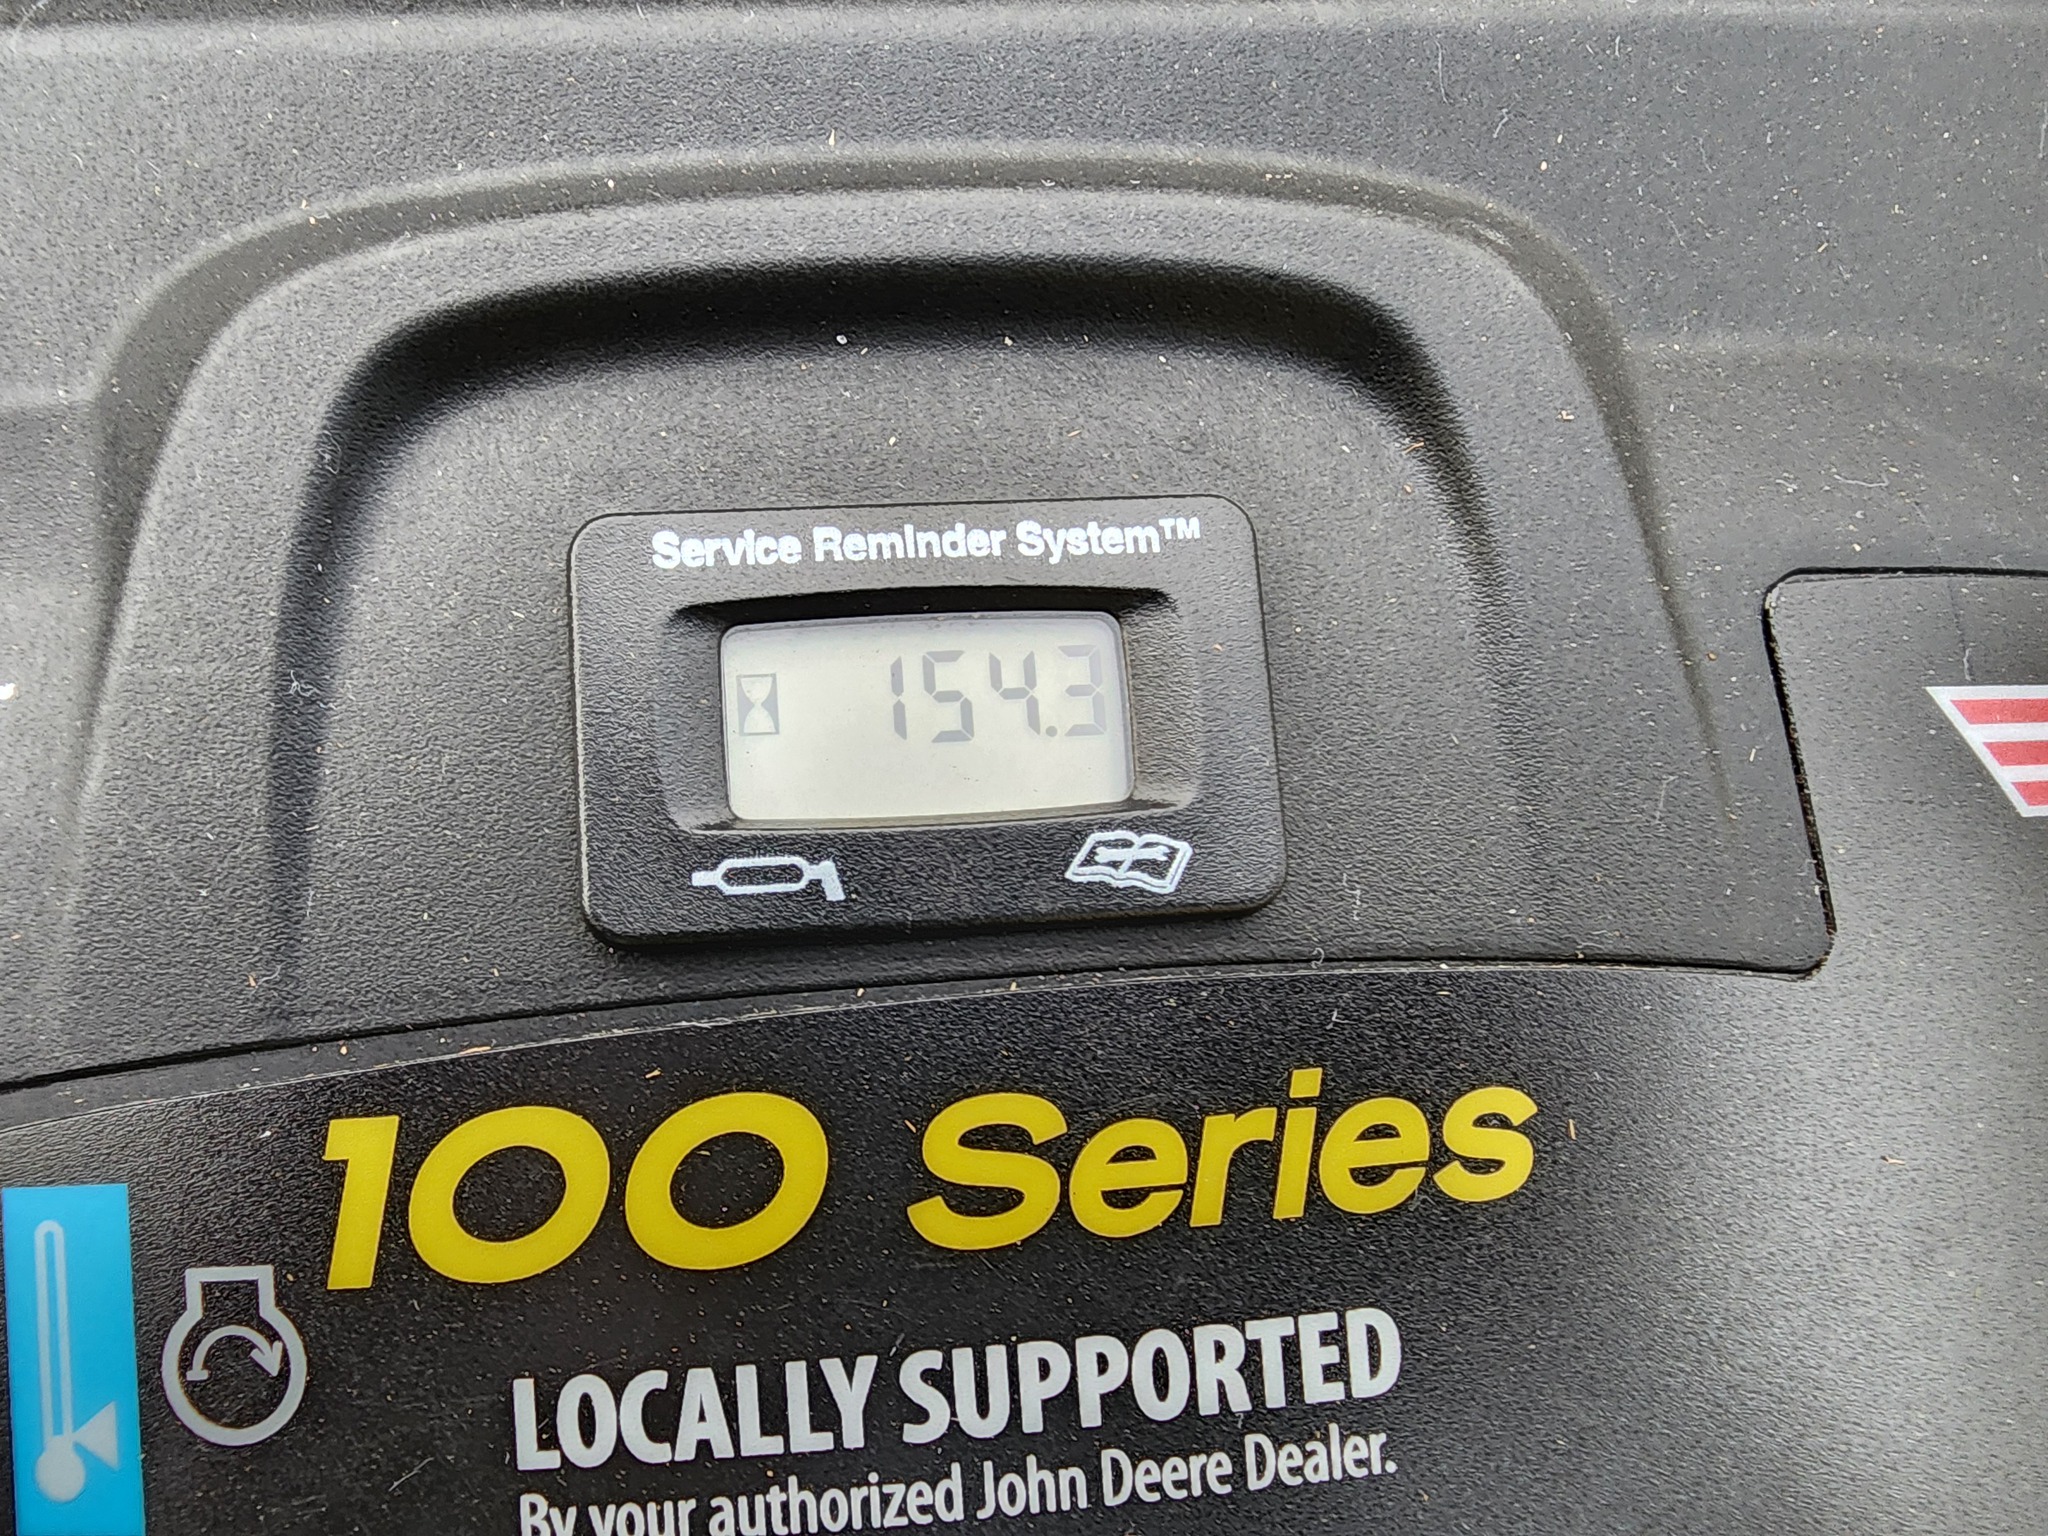 Service Reminder System™
154.3
100 Series
LOCALLY SUPPORTED
By your authorized John Deere Dealer.